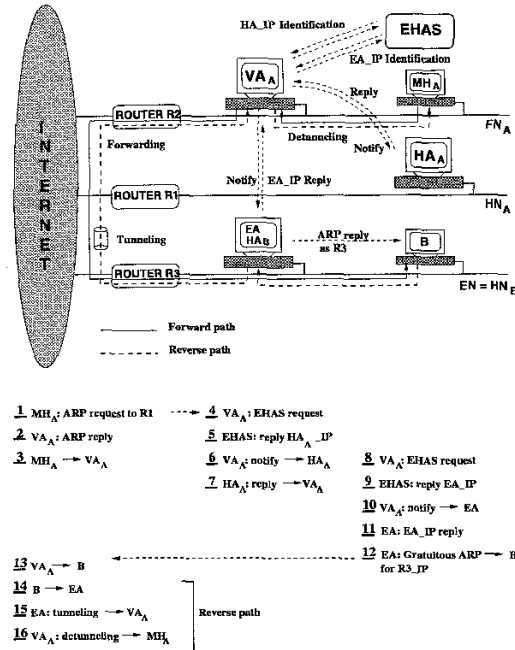 HA_IP Identification
EHAS
EA_IP Identification
VA_A
MH_A
Reply
ROUTER R2
FN_A
Forwarding
Detunneling
Notify
HA_A
INTERNET
Notify
EA_IP Reply
ROUTER R1
HN_A
EA
HA_B
ARP reply
as R3
B
Tunneling
ROUTER R3
EN = HN_B
Forward path
Reverse path
1 MH_A: ARP request to R1
2 VA_A: ARP reply
3 MH_A → VA_A
4 VA_A: EHAS request
5 EHAS: reply HA_A_IP
6 VA_A: notify → HA_A
7 HA_A: reply → VA_A
8 VA_A: EHAS request
9 EHAS: reply EA_IP
10 VA_A: notify → EA
11 EA: EA_IP reply
12 EA: Gratuitous ARP → B
for R3_IP
13 VA_A → B
14 B → EA
15 EA: tunneling → VA_A
16 VA_A: detunneling → MH_A
Reverse path